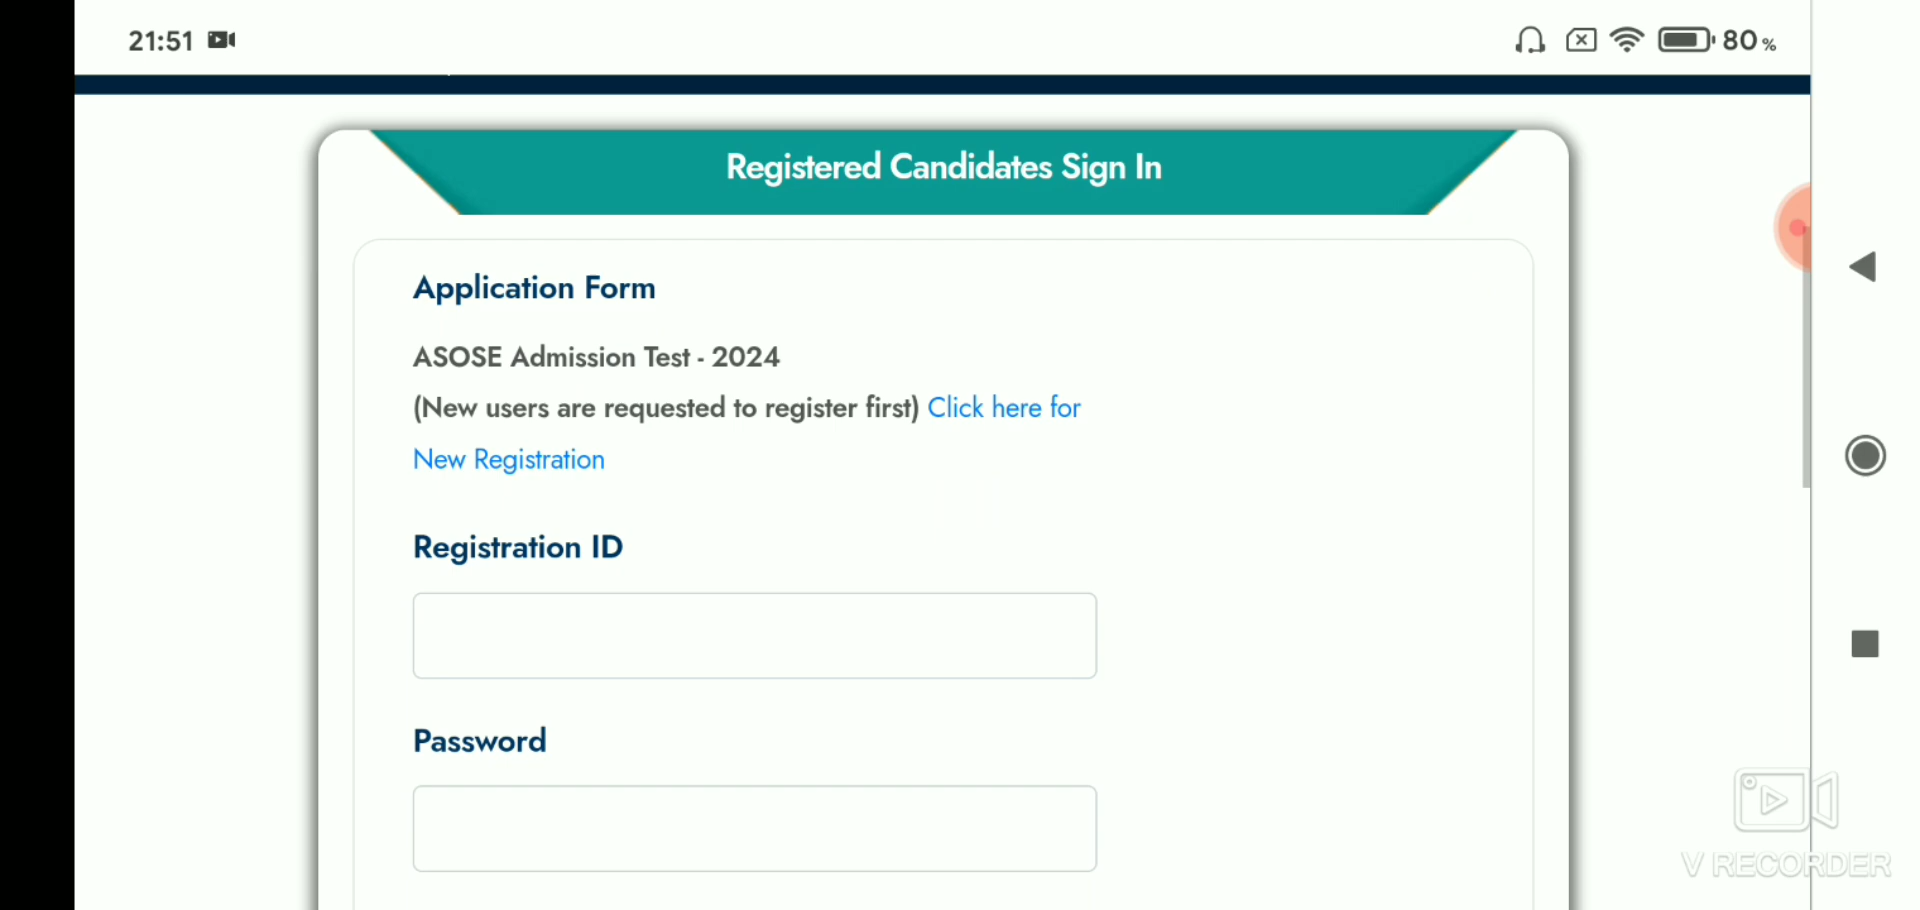 21:51
80 %
Registered Candidates Sign In
Application Form
ASOSE Admission Test - 2024
(New users are requested to register first) Click here for
New Registration
Registration ID
Password
V RECORDER